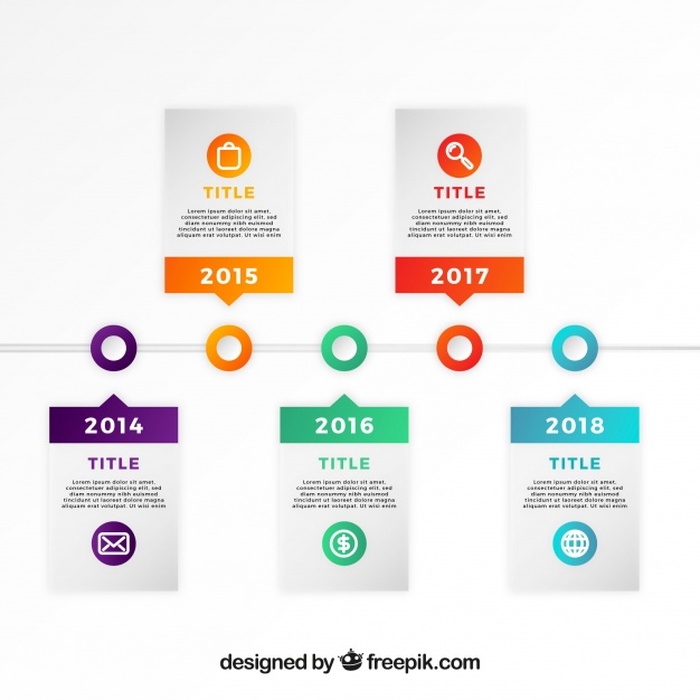 TITLE
Lorem ipsum dolor sit amet,
consectetuer adipiscing elit, sed
diam nonummy nibh euismod
tincidunt ut laoreet dolore magna
aliquam erat volutpat. Ut wisi enim
2015
TITLE
Lorem ipsum dolor sit amet,
consectetuer adipiscing elit, sed
diam nonummy nibh euismod
tincidunt ut laoreet dolore magna
aliquam erat volutpat. Ut wisi enim
2017
2014
TITLE
Lorem ipsum dolor sit amet,
consectetuer adipiscing elit, sed
diam nonummy nibh euismod
tincidunt ut laoreet dolore magna
aliquam erat volutpat. Ut wisi enim
2016
TITLE
Lorem ipsum dolor sit amet,
consectetuer adipiscing elit, sed
diam nonummy nibh euismod
tincidunt ut laoreet dolore magna
aliquam erat volutpat. Ut wisi enim
$
2018
TITLE
Lorem ipsum dolor sit amet,
consectetuer adipiscing elit, sed
diam nonummy nibh euismod
tincidunt ut laoreet dolore magna
aliquam erat volutpat. Ut wisi enim
designed by freepik.com